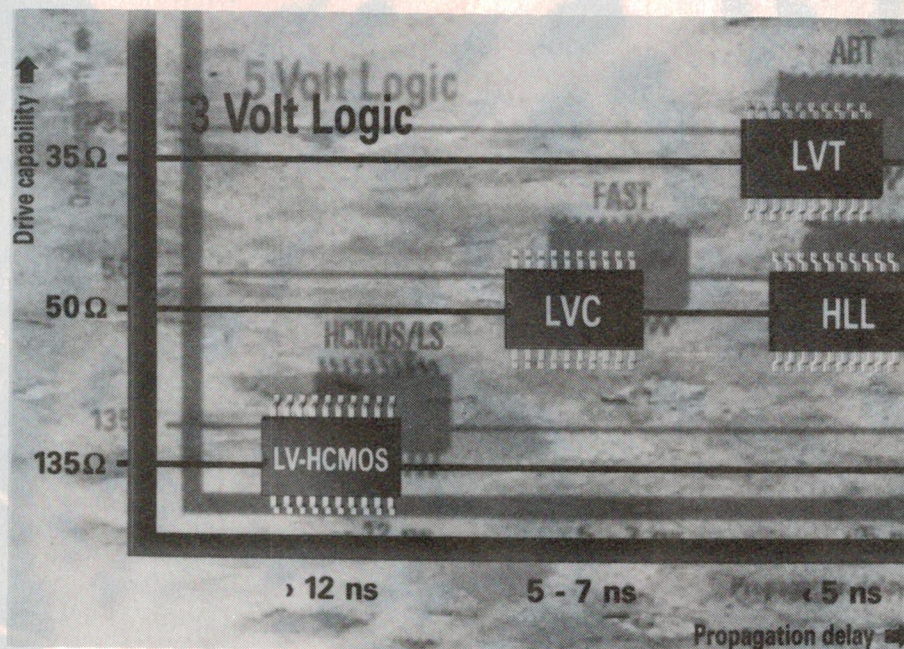 ABT
5 Volt Logic
3 Volt Logic
Drive capability
35Ω
LVT
FAST
50
50Ω
LVC
HLL
HCMOS/LS
135
135Ω
LV-HCMOS
› 12 ns
5 - 7 ns
‹ 5 ns
Propagation delay